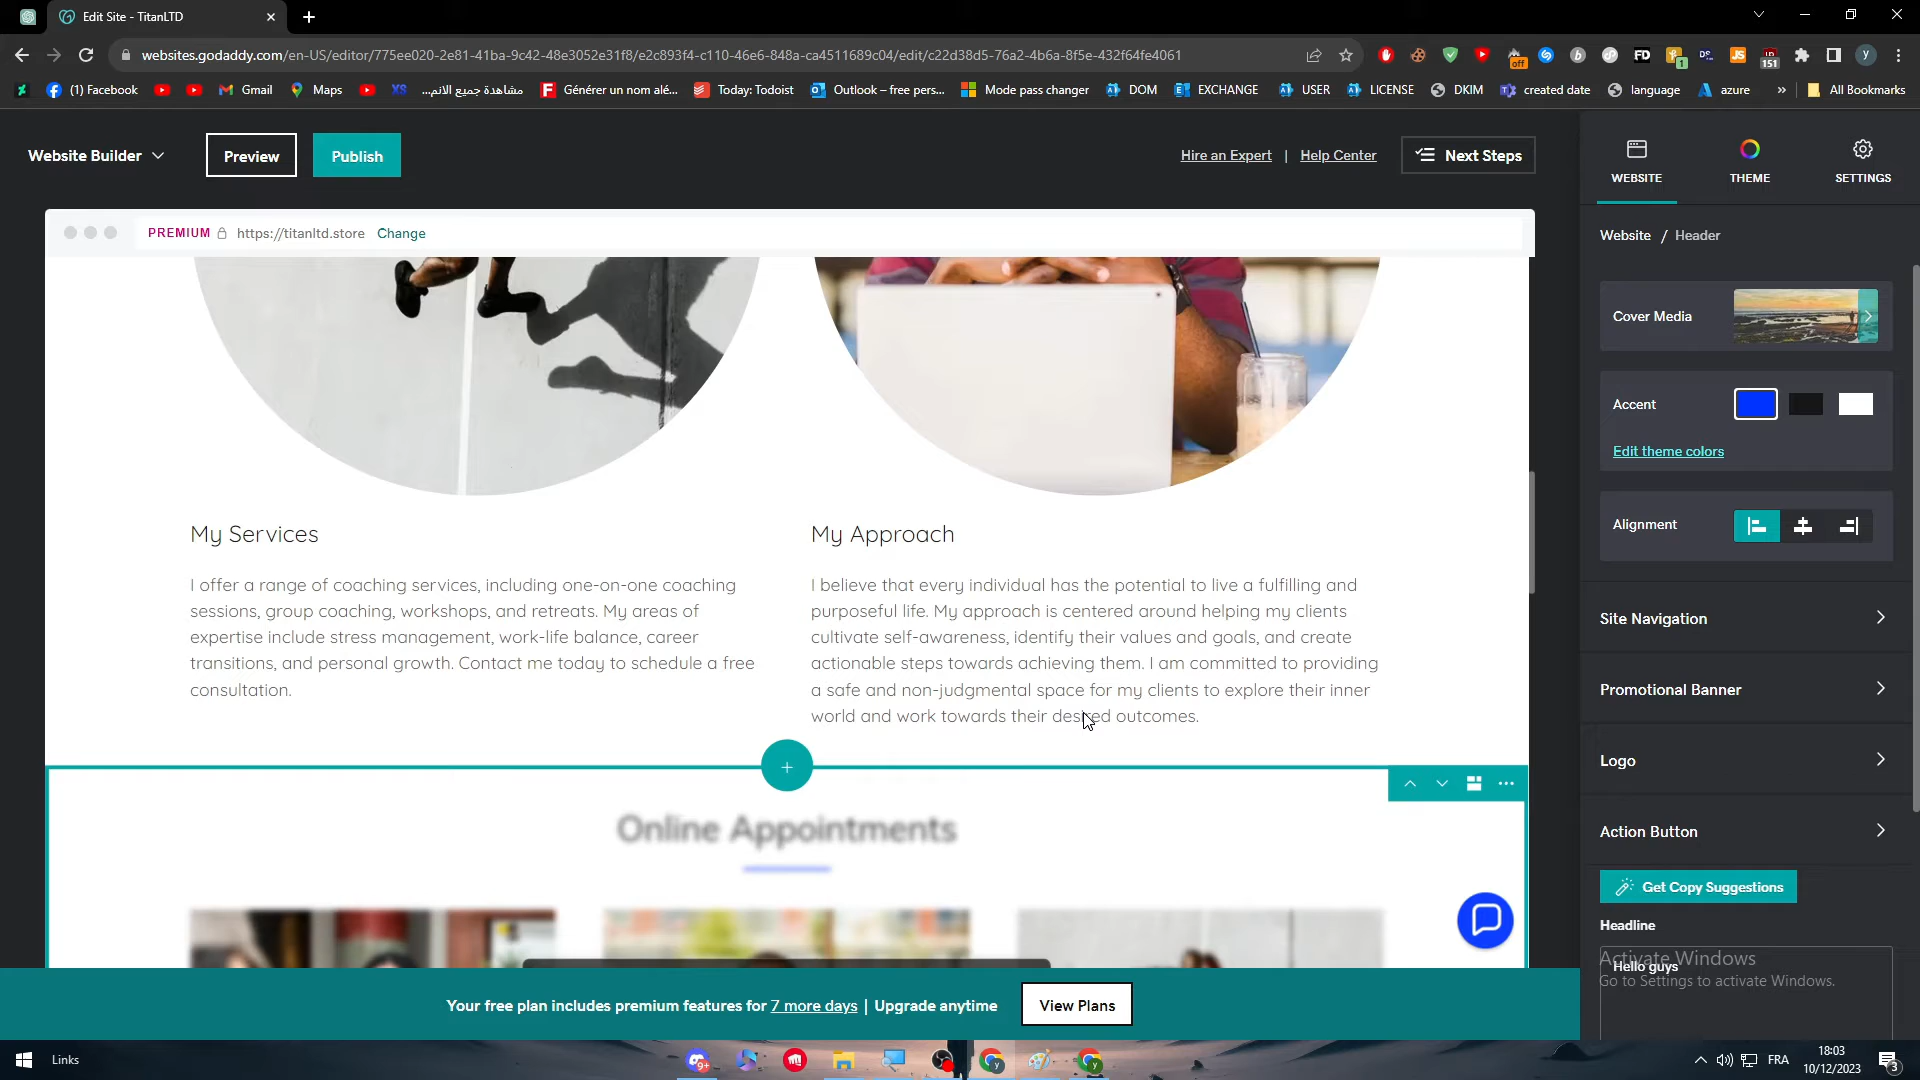 Edit Site - TitanLTD
websites.godaddy.com/en-US/editor/775ee020-2e81-41ba-9c42-48e3052e31f8/e2c893f4-c110-46e6-848a-ca4511689c04/edit/c22d38d5-76a2-4b6a-8f5e-432f64fe4061
off
FD
1
JS
151
y
(1) Facebook
Gmail
Maps
XS
مشاهدة جميع الانم...
Générer un nom alé...
Today: Todoist
Outlook – free pers...
Mode pass changer
DOM
EXCHANGE
USER
LICENSE
DKIM
created date
language
azure
All Bookmarks
Website Builder
Preview
Publish
Hire an Expert | Help Center
Next Steps
WEBSITE
THEME
SETTINGS
PREMIUM https://titanltd.store Change
Website / Header
Cover Media
Accent
Edit theme colors
Alignment
Site Navigation
Promotional Banner
Logo
Action Button
Get Copy Suggestions
Headline
Hello guys
Activate Windows
Go to Settings to activate Windows.
My Services
I offer a range of coaching services, including one-on-one coaching
sessions, group coaching, workshops, and retreats. My areas of
expertise include stress management, work-life balance, career
transitions, and personal growth. Contact me today to schedule a free
consultation.
My Approach
I believe that every individual has the potential to live a fulfilling and
purposeful life. My approach is centered around helping my clients
cultivate self-awareness, identify their values and goals, and create
actionable steps towards achieving them. I am committed to providing
a safe and non-judgmental space for my clients to explore their inner
world and work towards their desired outcomes.
Online Appointments
Your free plan includes premium features for 7 more days | Upgrade anytime
View Plans
Links
9+
FRA
18:03
10/12/2023
3